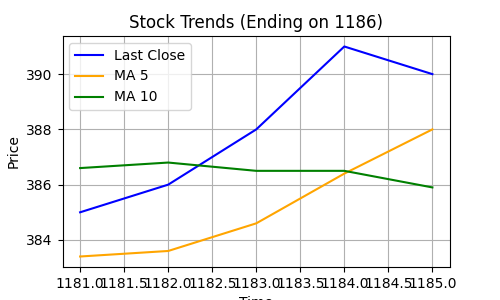 Stock Trends (Ending on 1186)
Last Close
MA 5
MA 10
390
388
386
384
Price
1181.0 1181.5 1182.0 1182.5 1183.0 1183.5 1184.0 1184.5 1185.0
Time